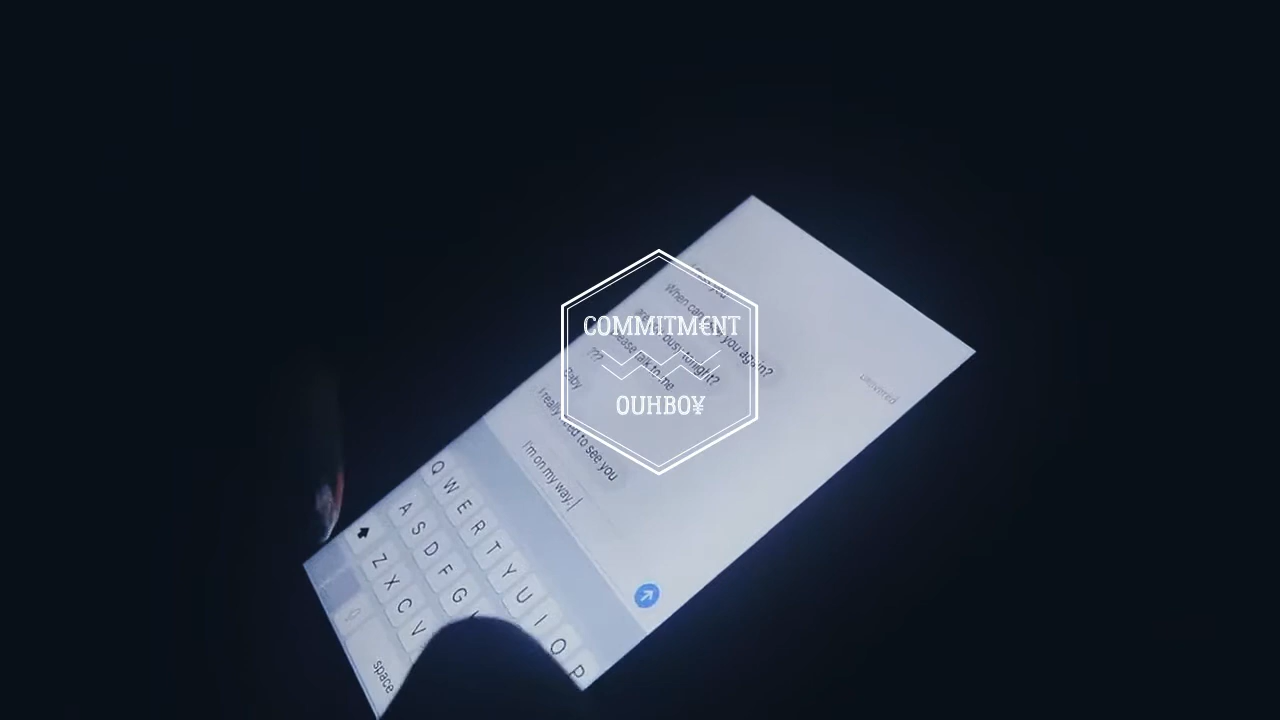 When can you again?
tonight?
Please talk to me
???
Baby
I really need to see you
I'm on my way.
COMMITM€NT
OUHBO¥
Q W E R T Y U I O P
A S D F G
Z X C V
space